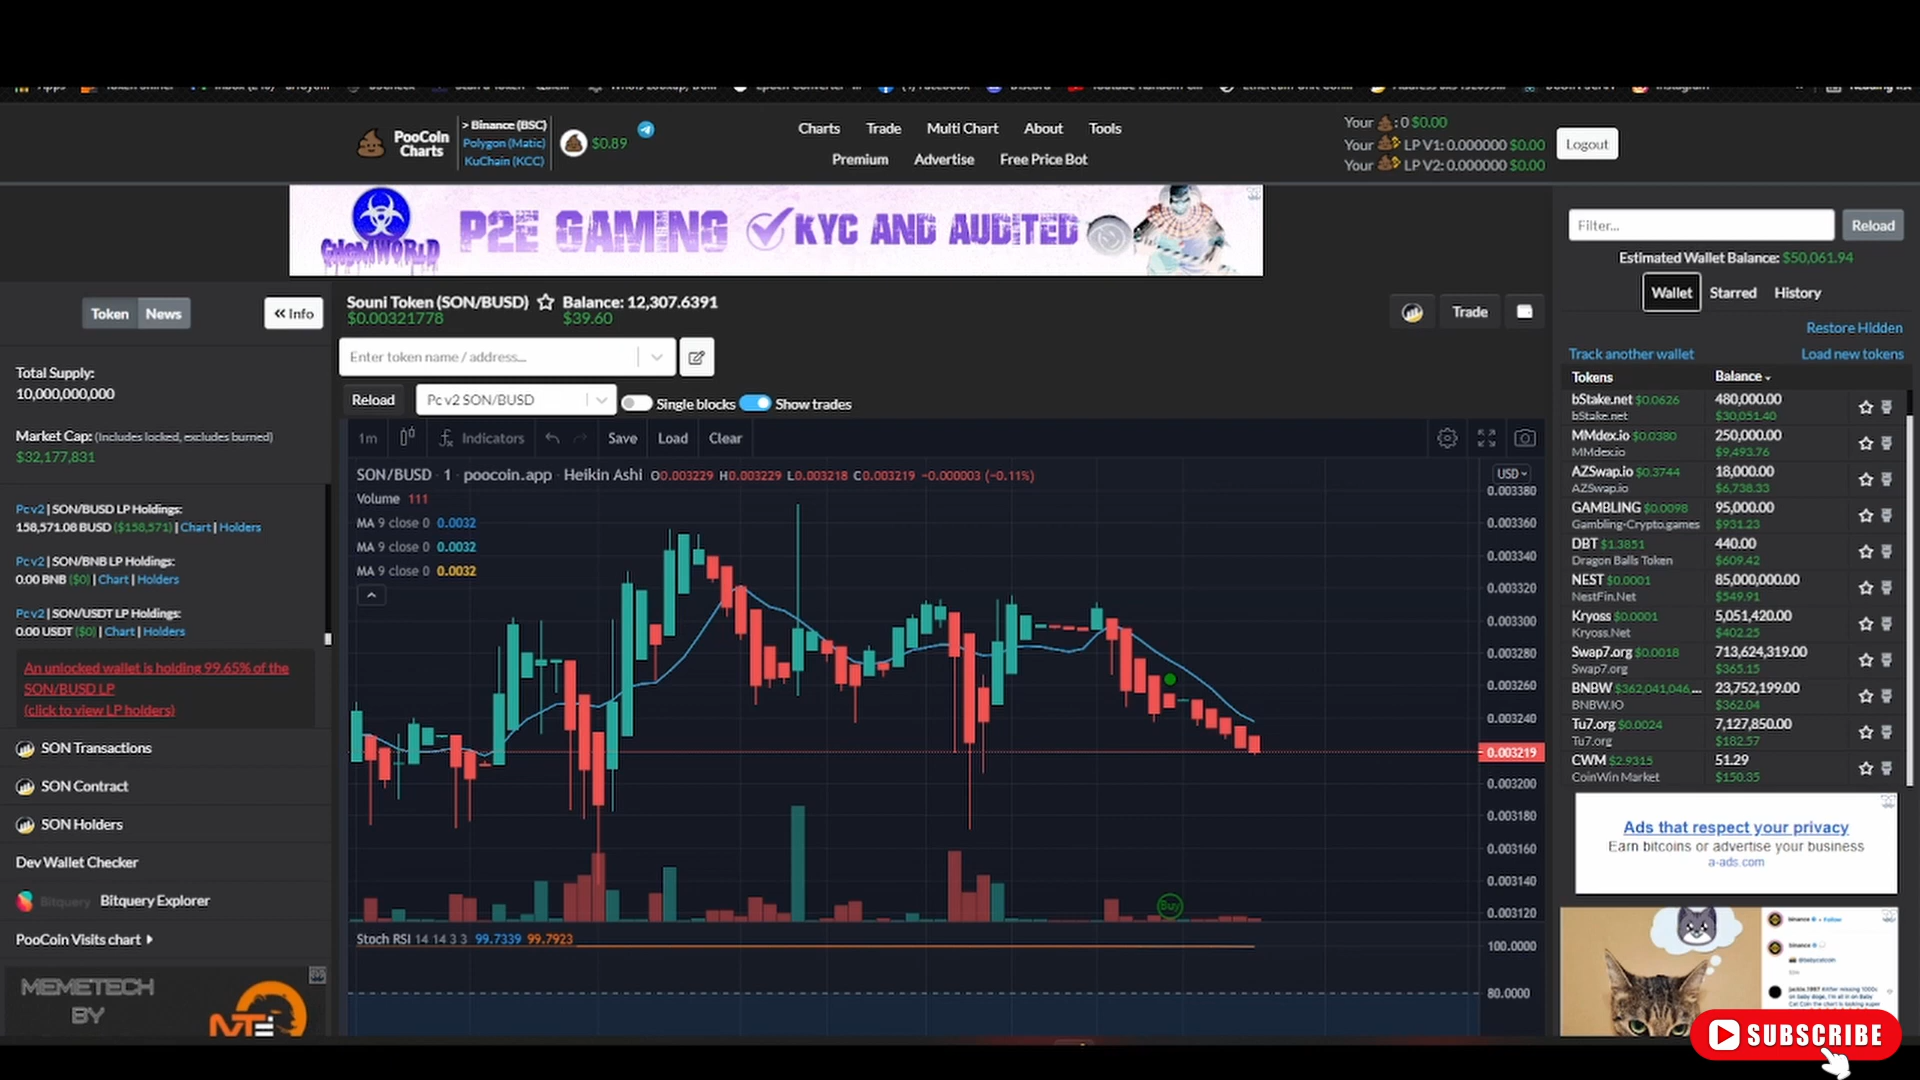 PooCoin
Charts
> Binance (BSC)
Polygon (Matic)
KuChain (KCC)
$0.89
Charts
Trade
Multi Chart
About
Tools
Premium
Advertise
Free Price Bot
Your : 0 $0.00
Your LP V1: 0.000000 $0.00
Your LP V2: 0.000000 $0.00
Logout
GNOMWORLD
P2E GAMING KYC AND AUDITED
Token
News
« Info
Total Supply:
10,000,000,000
Market Cap: (Includes locked, excludes burned)
$32,177,831
Pc v2 | SON/BUSD LP Holdings:
158,571.08 BUSD ($158,571) | Chart | Holders
Pc v2 | SON/BNB LP Holdings:
0.00 BNB ($0) | Chart | Holders
Pc v2 | SON/USDT LP Holdings:
0.00 USDT ($0) | Chart | Holders
An unlocked wallet is holding 99.65% of the
SON/BUSD LP
(click to view LP holders)
SON Transactions
SON Contract
SON Holders
Dev Wallet Checker
Bitquery
Bitquery Explorer
PooCoin Visits chart
MEMETECH
BY
Souni Token (SON/BUSD)
Balance: 12,307.6391
$0.00321778
$39.60
Trade
Enter token name / address...
Reload
Pc v2 SON/BUSD
Single blocks
Show trades
1m
Indicators
Save
Load
Clear
SON/BUSD · 1 · poocoin.app · Heikin Ashi O0.003229 H0.003229 L0.003218 C0.003219 -0.000003 (-0.11%)
Volume 111
MA 9 close 0 0.0032
MA 9 close 0 0.0032
MA 9 close 0 0.0032
USD
0.003380
0.003360
0.003340
0.003320
0.003300
0.003280
0.003260
0.003240
0.003219
0.003200
0.003180
0.003160
0.003140
0.003120
Buy
Stoch RSI 14 14 3 3 99.7339 99.7923
100.0000
80.0000
Filter...
Reload
Estimated Wallet Balance: $50,061.94
Wallet
Starred
History
Restore Hidden
Track another wallet
Load new tokens
Tokens
Balance
bStake.net $0.0626
480,000.00
bStake.net
$30,051.40
MMdex.io $0.0380
250,000.00
MMdex.io
$9,493.76
AZSwap.io $0.3744
18,000.00
AZSwap.io
$6,738.33
GAMBLING $0.0098
95,000.00
Gambling-Crypto.games
$931.23
DBT $1.3851
440.00
Dragon Balls Token
$609.42
NEST $0.0001
85,000,000.00
NestFin.Net
$549.91
Kryoss $0.0001
5,051,420.00
Kryoss.Net
$402.25
Swap7.org $0.0018
713,624,319.00
Swap7.org
$365.15
BNBW $362,041,046,...
23,752,199.00
BNBW.IO
$362.04
Tu7.org $0.0024
7,127,850.00
Tu7.org
$182.57
CWM $2.9315
51.29
CoinWin Market
$150.35
Ads that respect your privacy
Earn bitcoins or advertise your business
a-ads.com
SUBSCRIBE